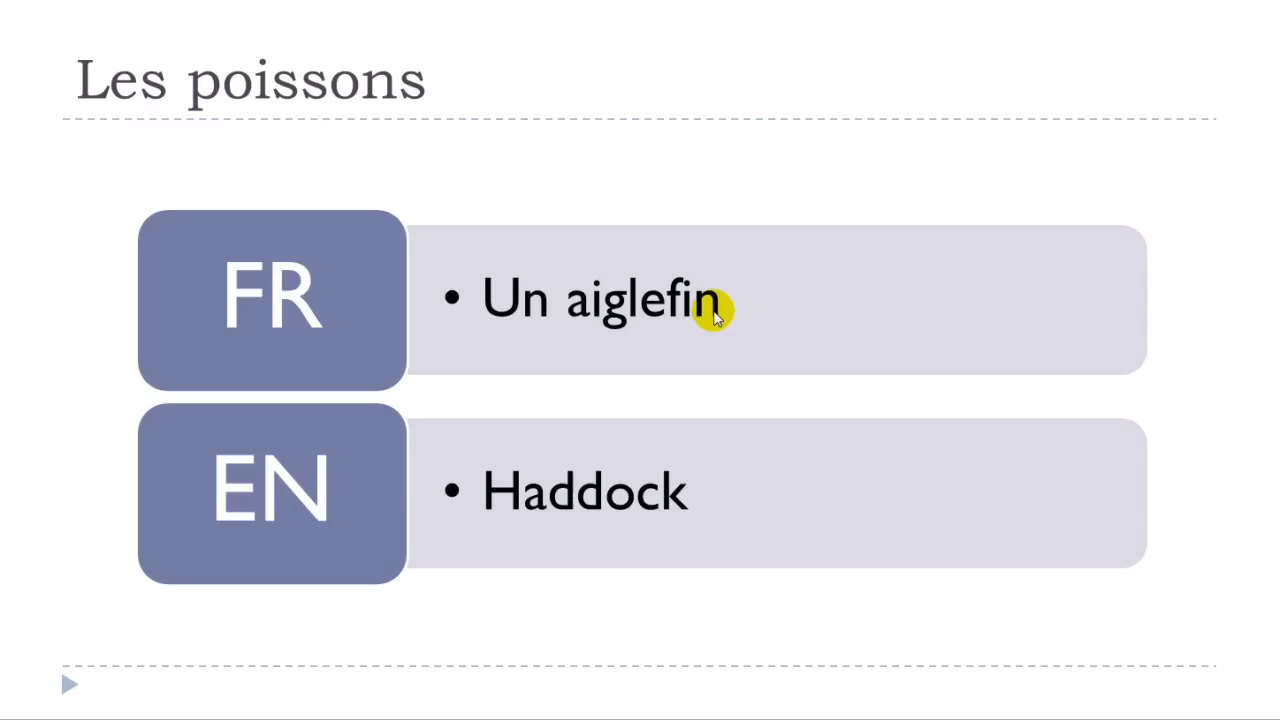 Les poissons
FR
• Un aiglefin
EN
• Haddock